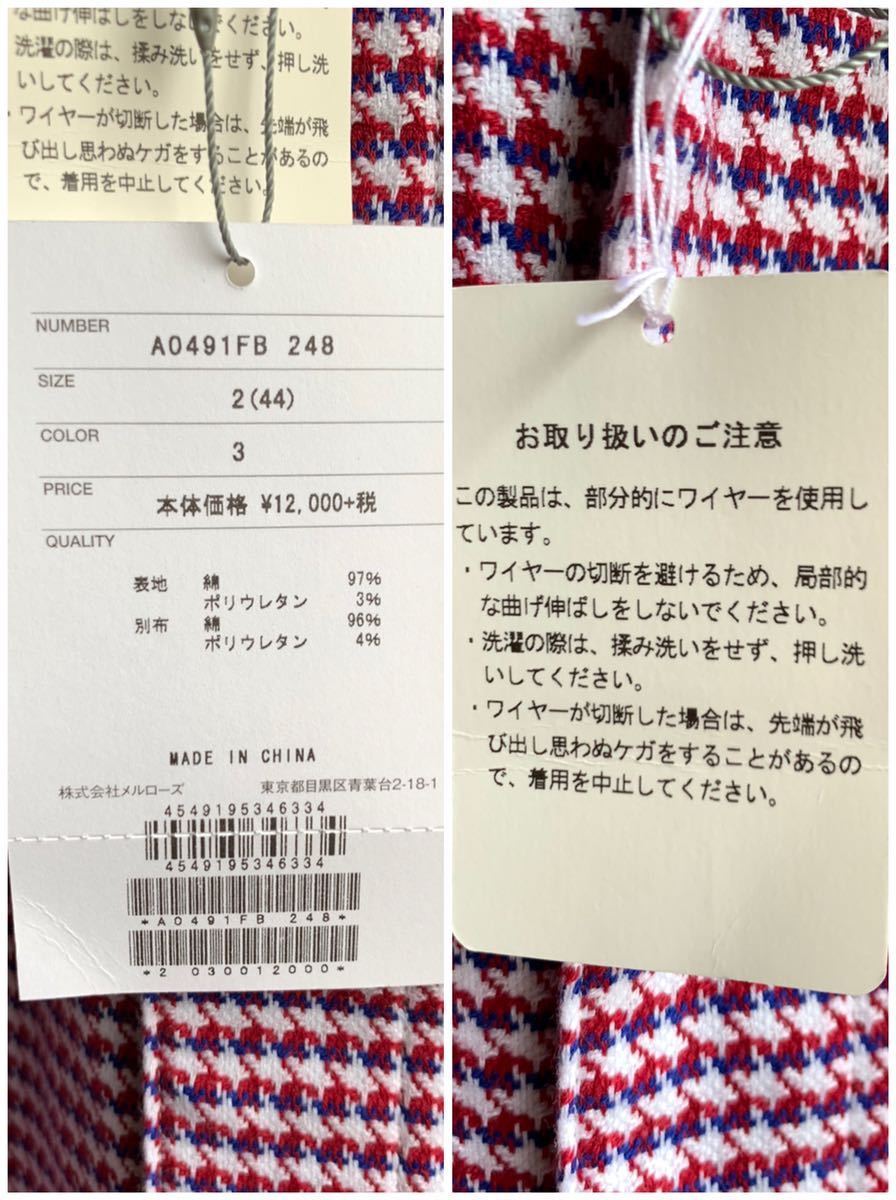 な曲げ伸ばしをしないでください。
洗濯の際は、揉み洗いをせず、押し洗
いしてください。
・ワイヤーが切断した場合は、先端が飛
び出し思わぬケガをすることがあるの
で、着用を中止してください。
NUMBER
A0491FB 248
SIZE
2(44)
COLOR
3
PRICE
本体価格 ¥12,000+税
QUALITY
表地 綿 97%
ポリウレタン 3%
別布 綿 96%
ポリウレタン 4%
MADE IN CHINA
株式会社メルローズ 東京都目黒区青葉台2-18-1
4549195346334
4549195346334
*A0491FB 248*
*2 030012000*
お取り扱いのご注意
この製品は、部分的にワイヤーを使用し
ています。
・ワイヤーの切断を避けるため、局部的
な曲げ伸ばしをしないでください。
・洗濯の際は、揉み洗いをせず、押し洗
いしてください。
・ワイヤーが切断した場合は、先端が飛
び出し思わぬケガをすることがあるの
で、着用を中止してください。